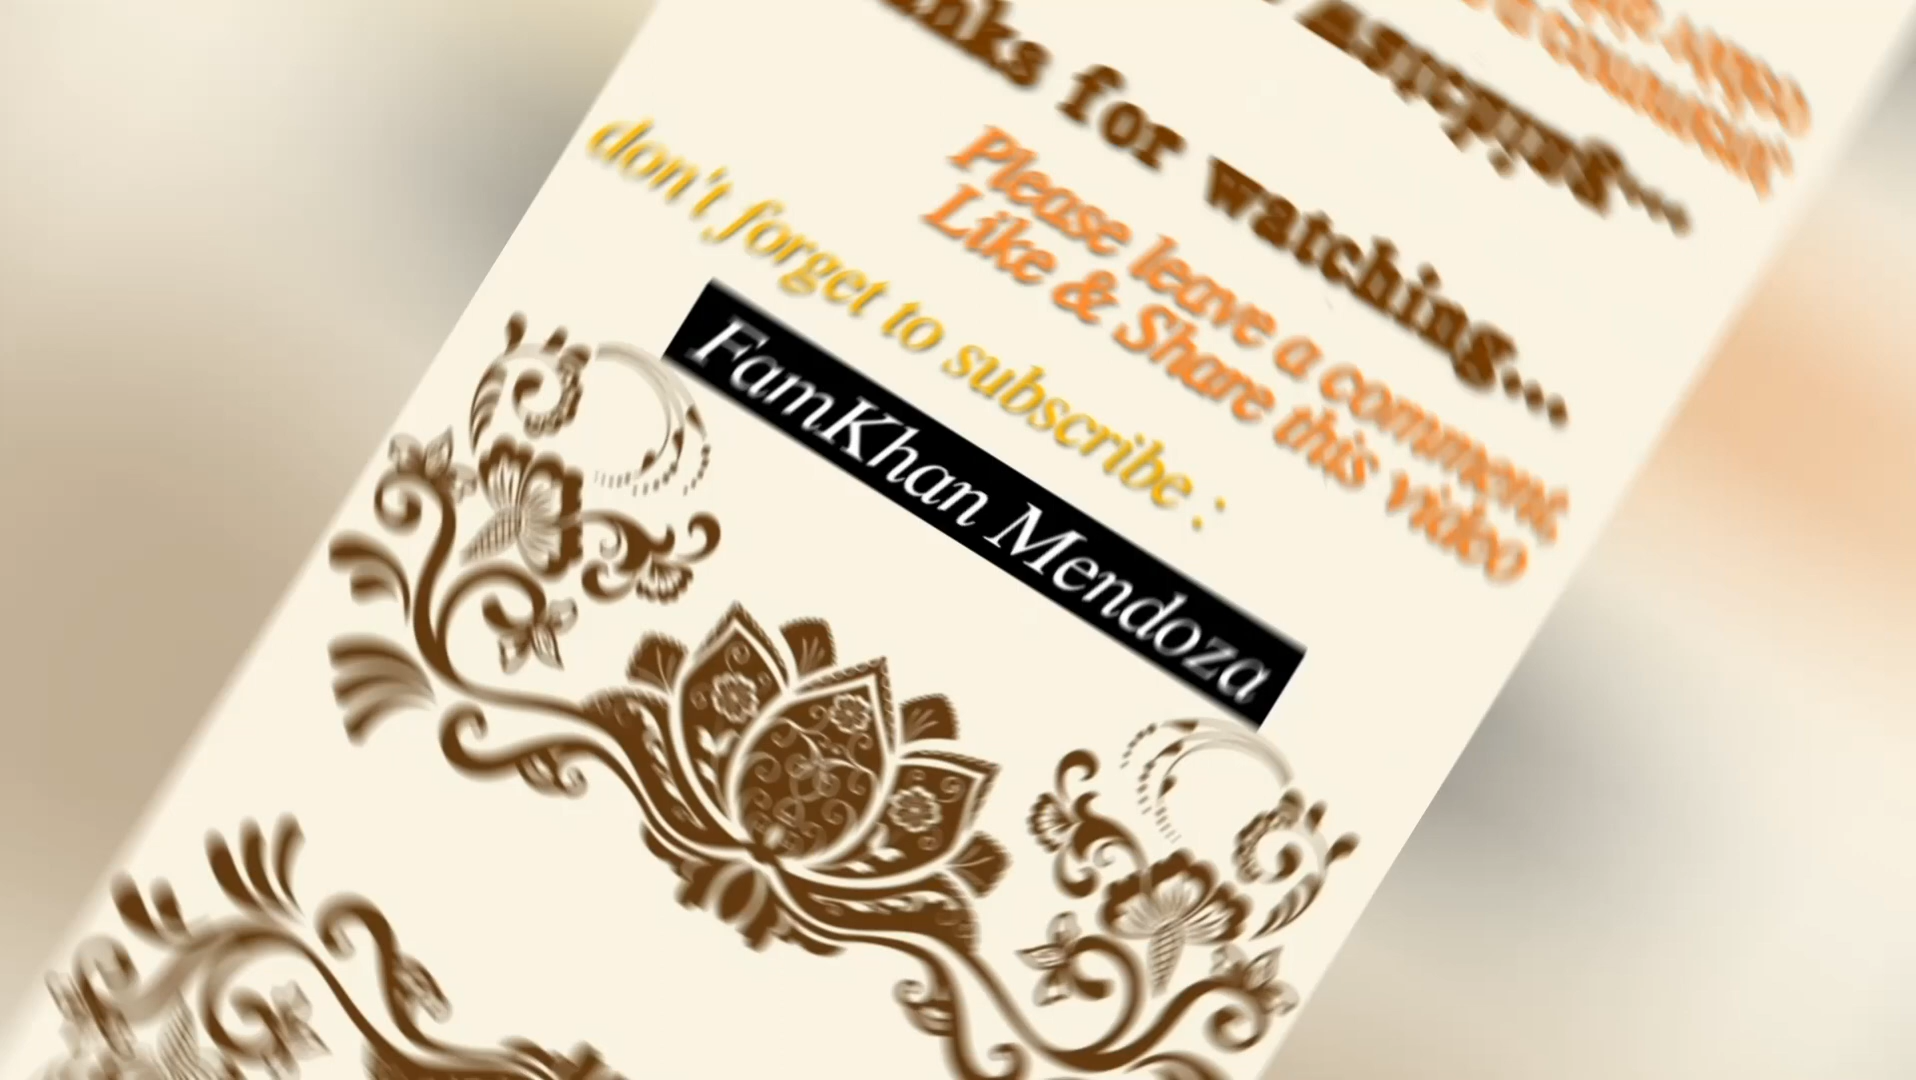 for watching...
Please leave a comment,
Like & Share this video
don't forget to subscribe :
FamKhan Mendoza